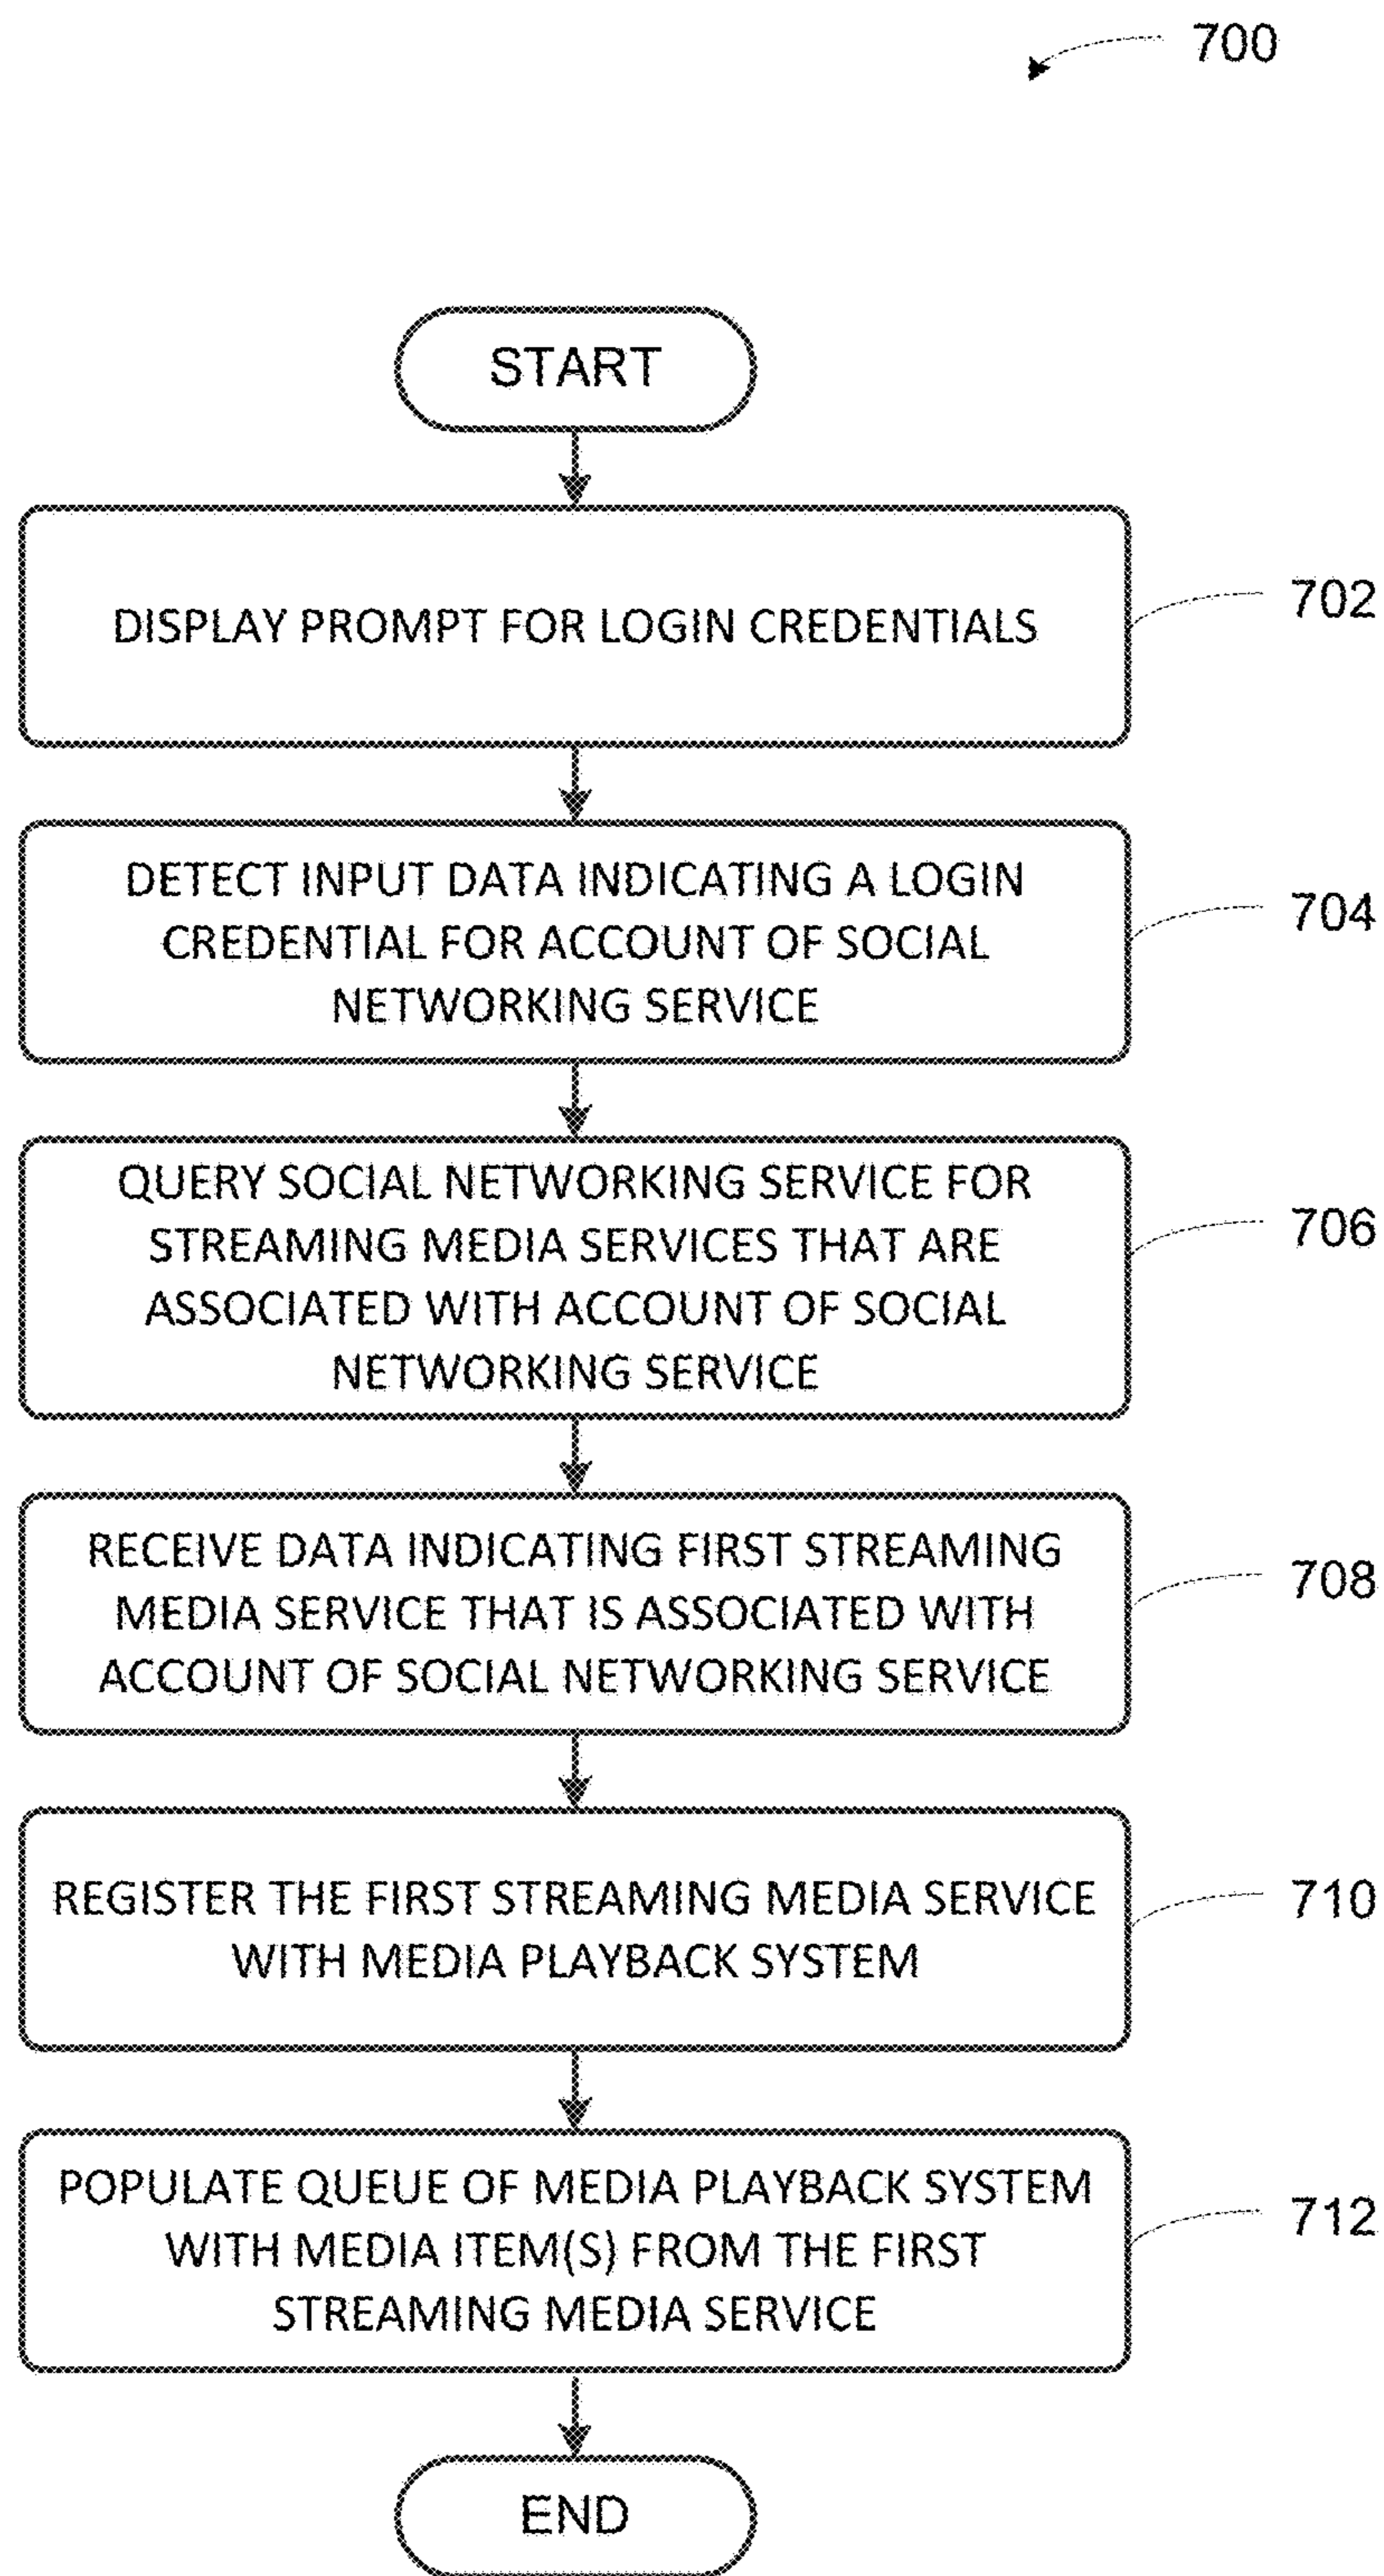 700
START
DISPLAY PROMPT FOR LOGIN CREDENTIALS
702
DETECT INPUT DATA INDICATING A LOGIN
CREDENTIAL FOR ACCOUNT OF SOCIAL
NETWORKING SERVICE
704
QUERY SOCIAL NETWORKING SERVICE FOR
STREAMING MEDIA SERVICES THAT ARE
ASSOCIATED WITH ACCOUNT OF SOCIAL
NETWORKING SERVICE
706
RECEIVE DATA INDICATING FIRST STREAMING
MEDIA SERVICE THAT IS ASSOCIATED WITH
ACCOUNT OF SOCIAL NETWORKING SERVICE
708
REGISTER THE FIRST STREAMING MEDIA SERVICE
WITH MEDIA PLAYBACK SYSTEM
710
POPULATE QUEUE OF MEDIA PLAYBACK SYSTEM
WITH MEDIA ITEM(S) FROM THE FIRST
STREAMING MEDIA SERVICE
712
END